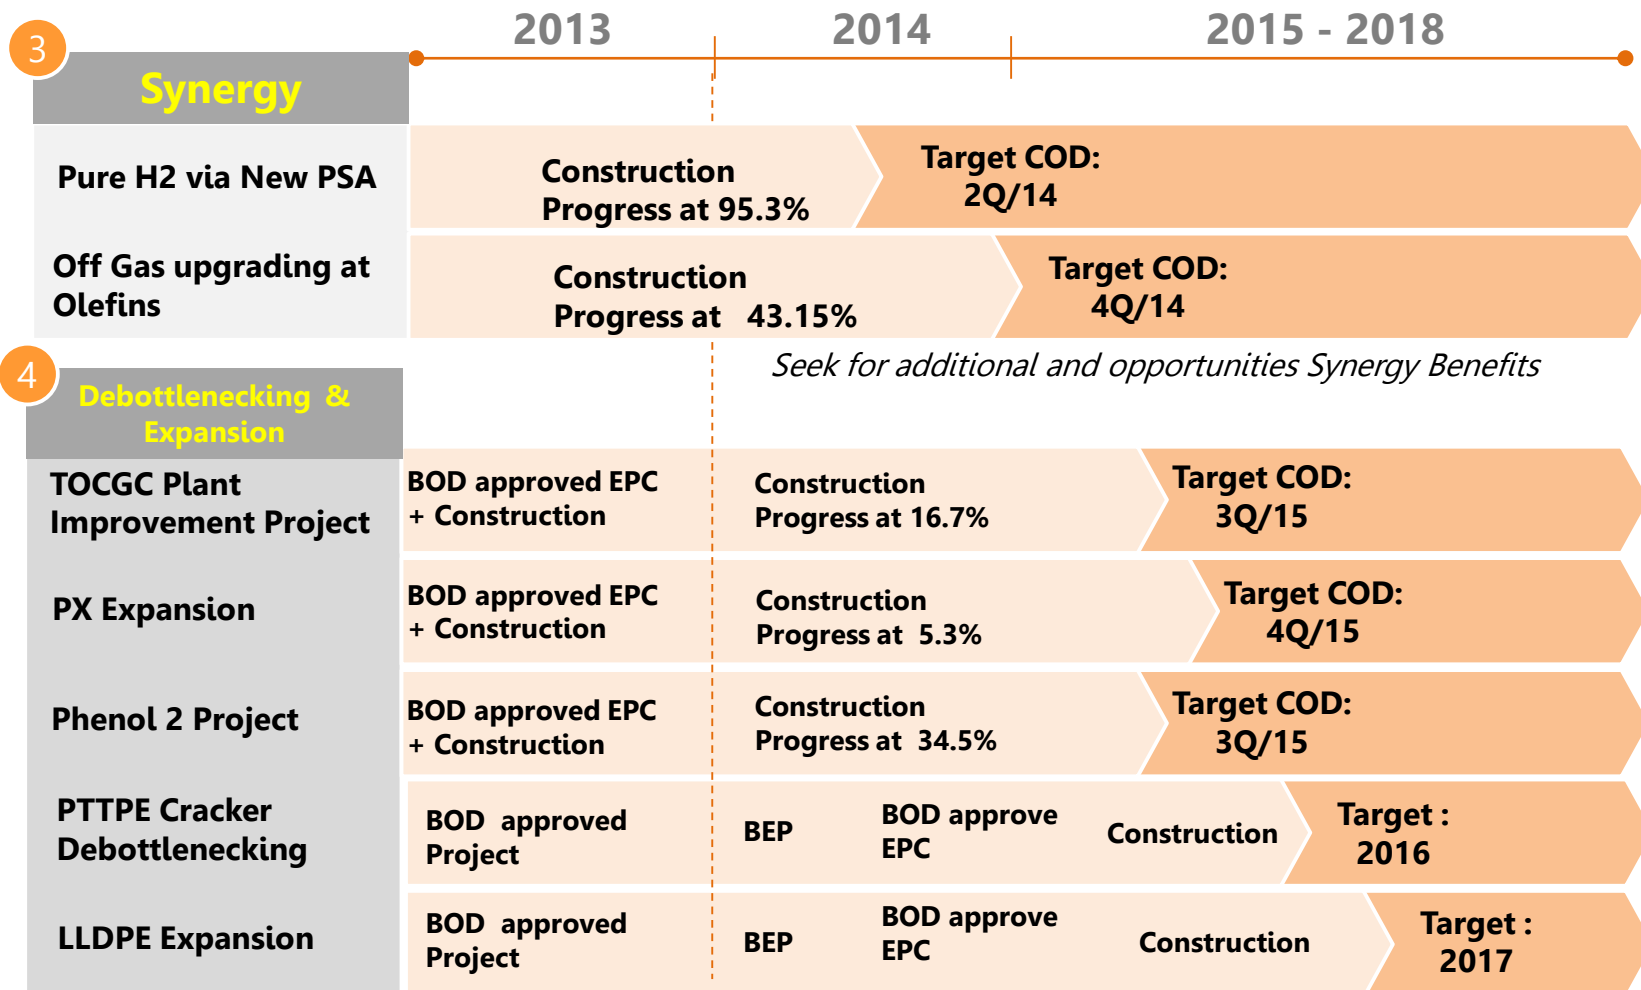 2013 2014 2015 - 2018
3
Synergy
Pure H2 via New PSA
Construction
Progress at 95.3%
Target COD:
2Q/14
Off Gas upgrading at
Olefins
Construction
Progress at 43.15%
Target COD:
4Q/14
Seek for additional and opportunities Synergy Benefits
4
Debottlenecking &
Expansion
TOCGC Plant
Improvement Project
BOD approved EPC
+ Construction
Construction
Progress at 16.7%
Target COD:
3Q/15
PX Expansion
BOD approved EPC
+ Construction
Construction
Progress at 5.3%
Target COD:
4Q/15
Phenol 2 Project
BOD approved EPC
+ Construction
Construction
Progress at 34.5%
Target COD:
3Q/15
PTTPE Cracker
Debottlenecking
BOD approved
Project
BEP
BOD approve
EPC
Construction
Target :
2016
LLDPE Expansion
BOD approved
Project
BEP
BOD approve
EPC
Construction
Target :
2017